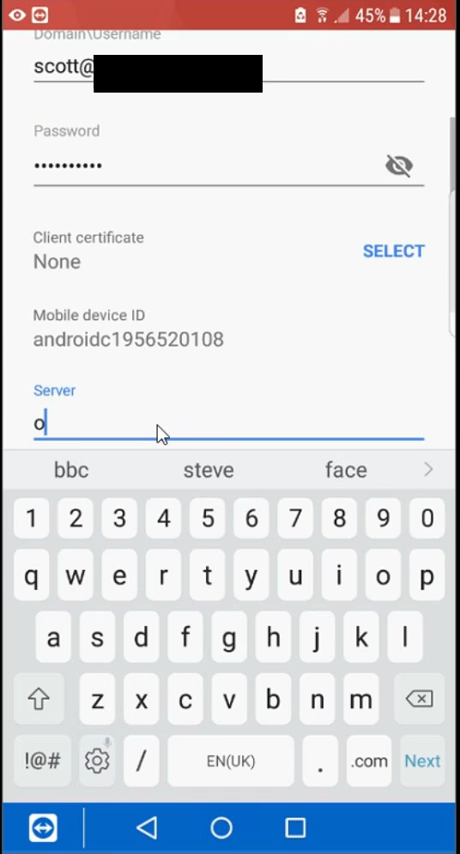 45% 14:28
Domain\Username
scott@
Password
••••••••••
Client certificate
None
SELECT
Mobile device ID
androidc1956520108
Server
o
bbc steve face
1 2 3 4 5 6 7 8 9 0
q w e r t y u i o p
a s d f g h j k l
z x c v b n m
!@# / EN(UK) . .com Next